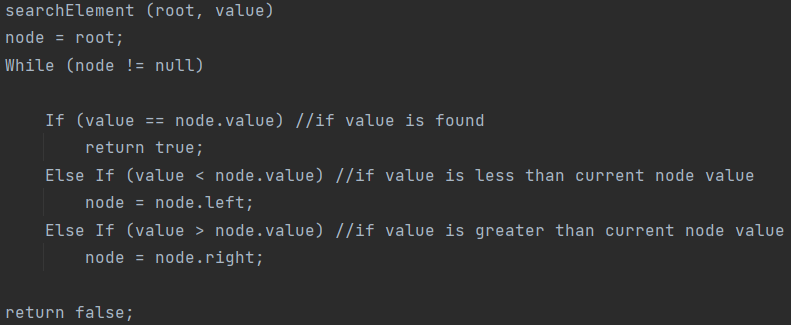 searchElement (root, value)
node = root;
While (node != null)
If (value == node.value) //if value is found
return true;
Else If (value < node.value) //if value is less than current node value
node = node.left;
Else If (value > node.value) //if value is greater than current node value
node = node.right;
return false;